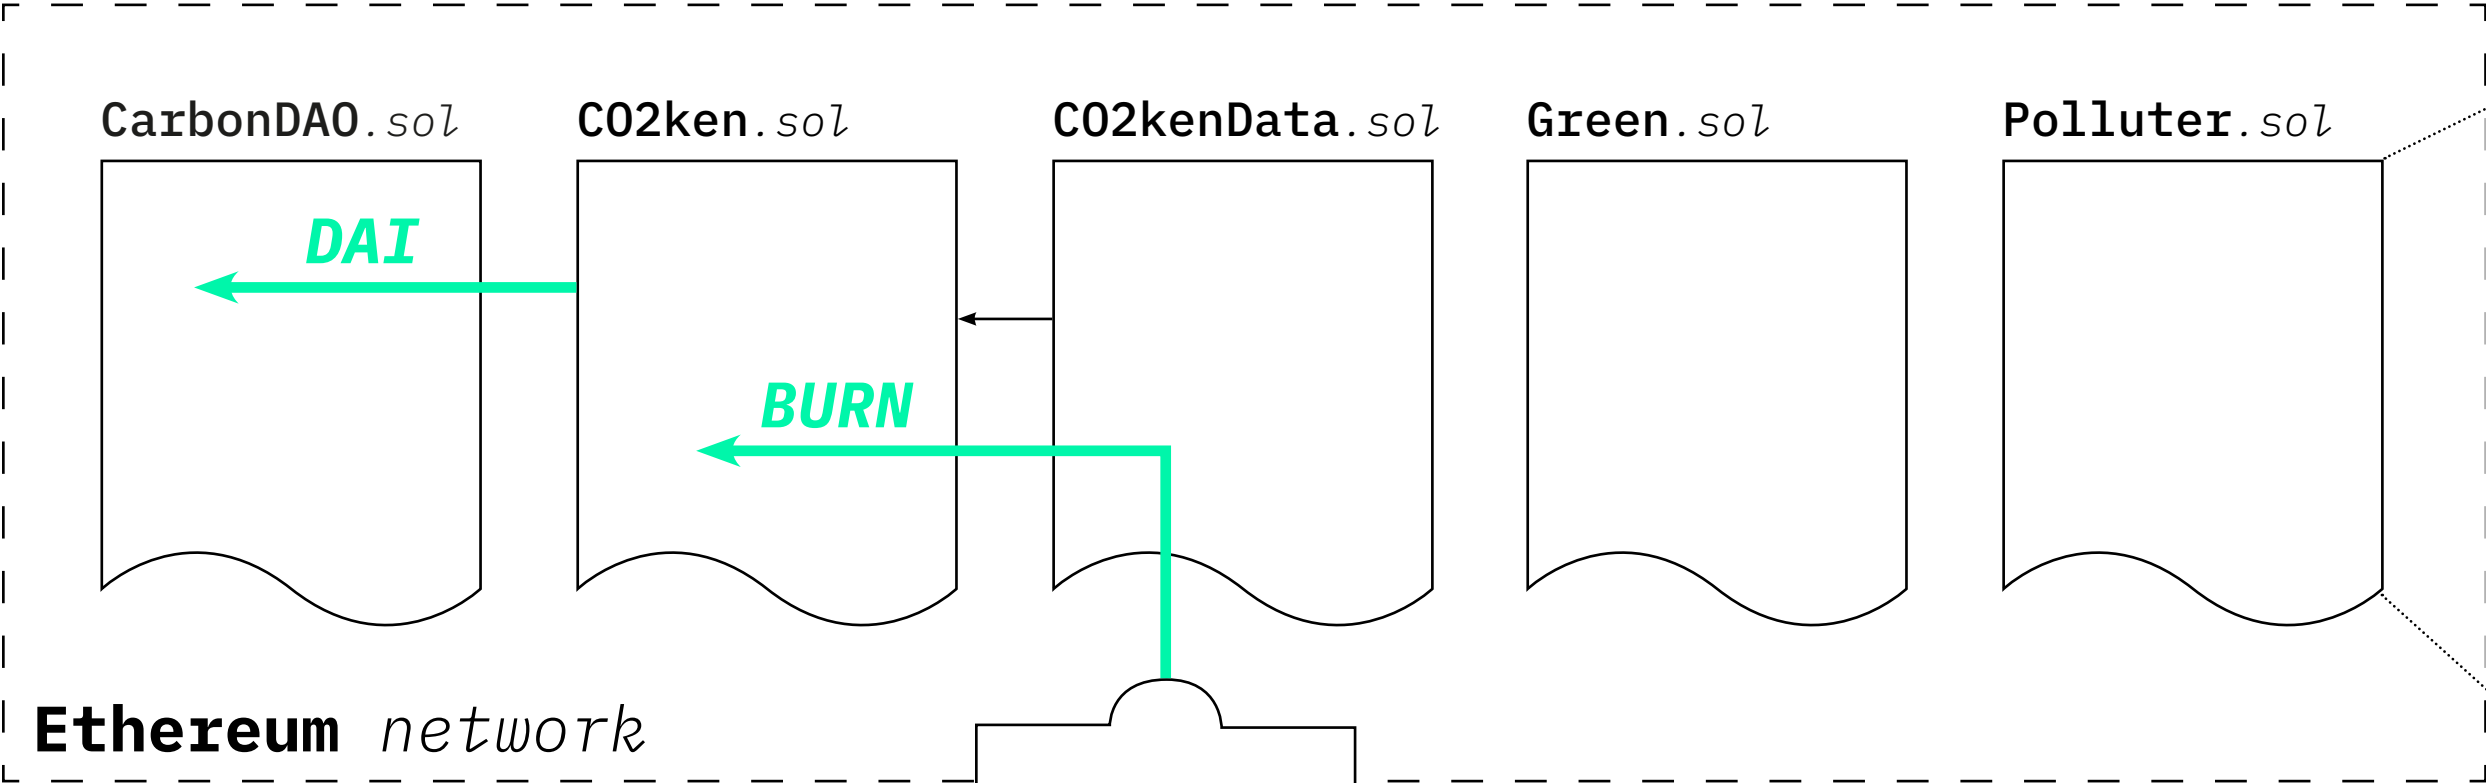 CarbonDAO.sol CO2ken.sol CO2kenData.sol Green.sol Polluter.sol
DAI
BURN
Ethereum network